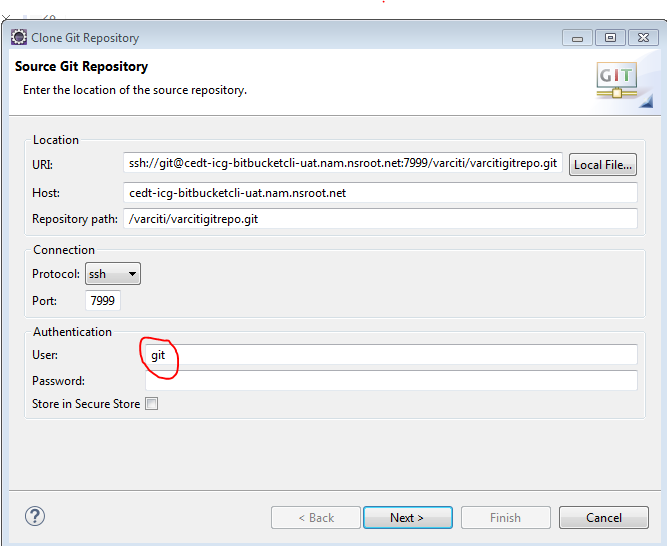 Clone Git Repository
Source Git Repository
Enter the location of the source repository.
GIT
Location
URI: ssh://git@cedt-icg-bitbucketcli-uat.nam.nsroot.net:7999/varciti/varcitigitrepo.git Local File...
Host: cedt-icg-bitbucketcli-uat.nam.nsroot.net
Repository path: /varciti/varcitigitrepo.git
Connection
Protocol: ssh
Port: 7999
Authentication
User: git
Password:
Store in Secure Store
? < Back Next > Finish Cancel